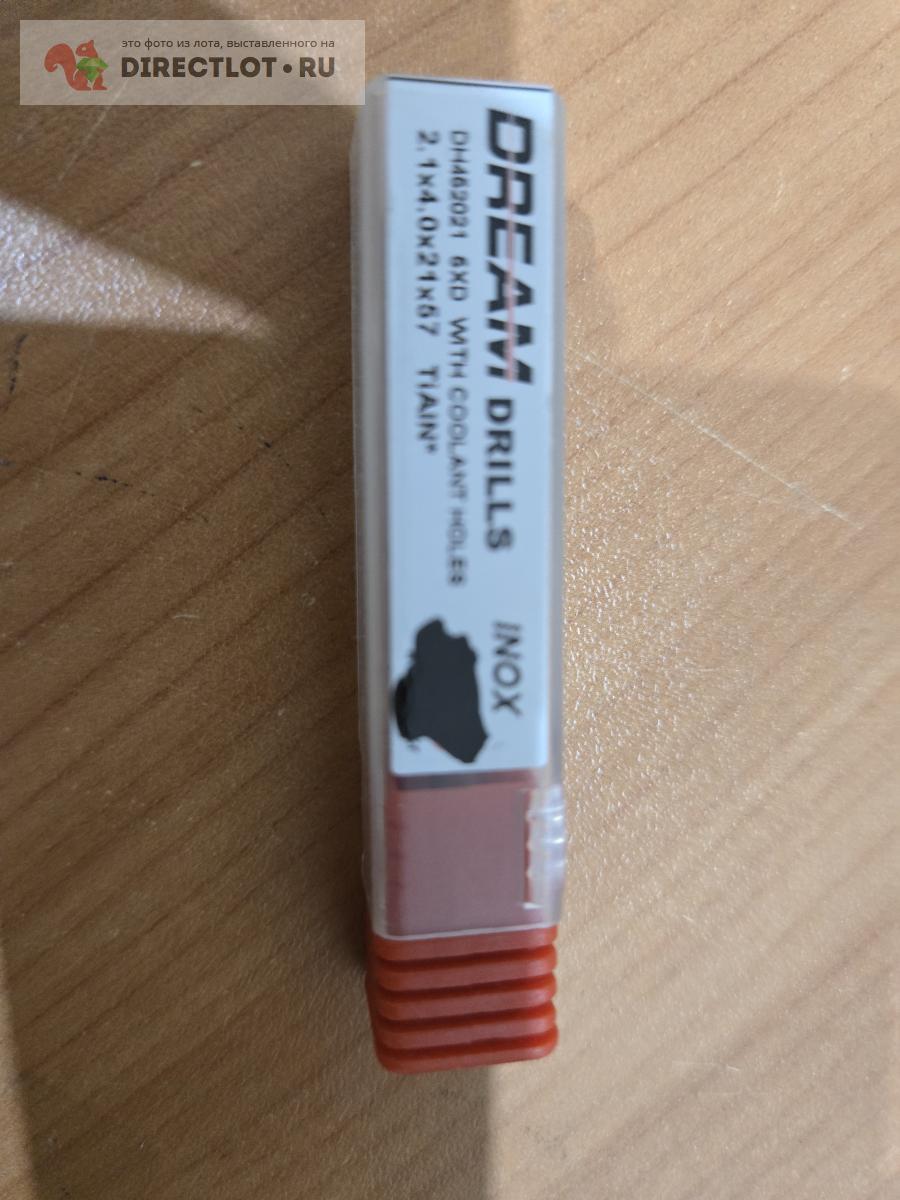 это фото из лота, выставленного на
DIRECTLOT.RU
DREAM DRILLS INOX
DH462021 6XD WITH COOLANT HOLES
2.1x4.0x21x57 TiAlN*